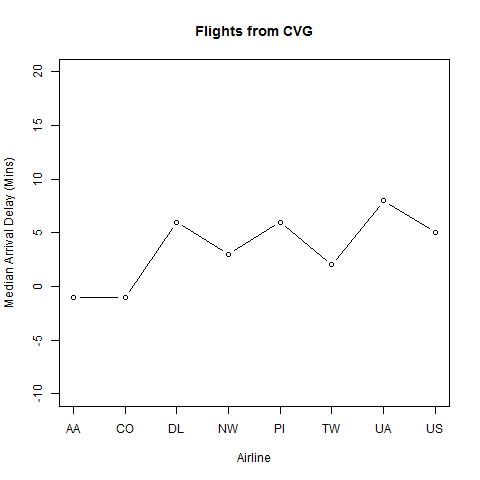 Flights from CVG
Median Arrival Delay (Mins)
20
15
10
5
0
-5
-10
AA CO DL NW PI TW UA US
Airline